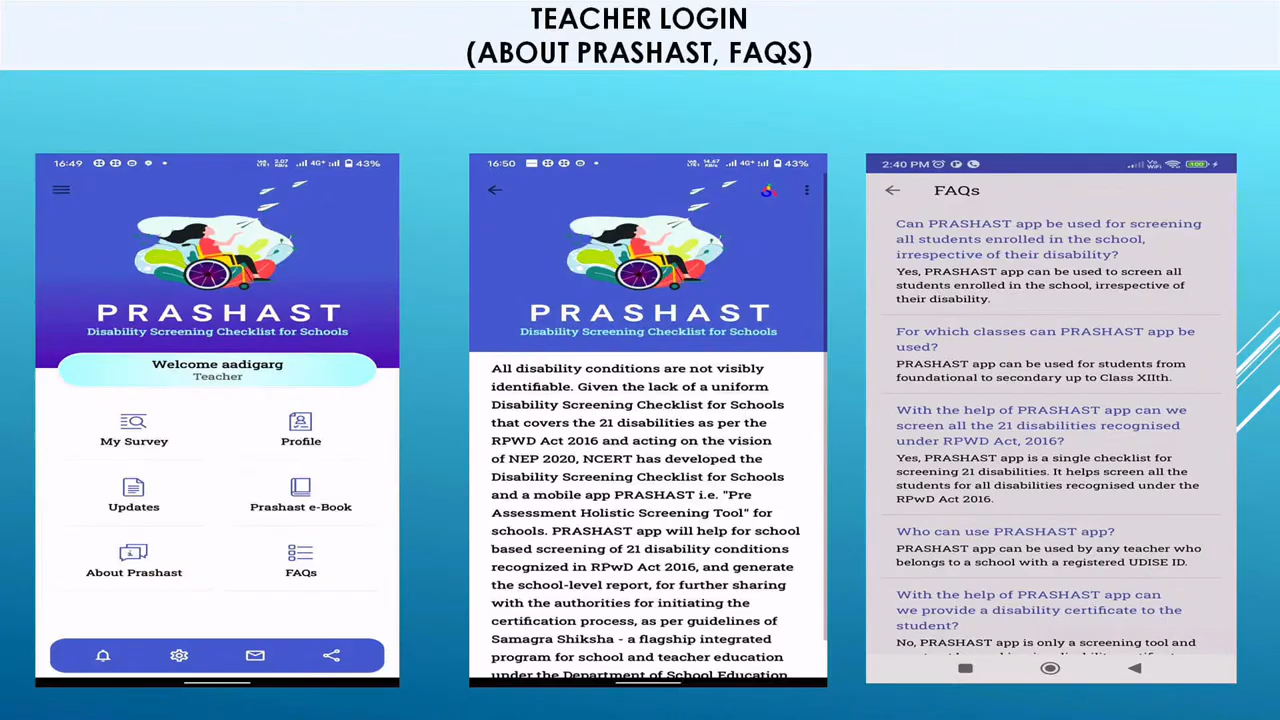 TEACHER LOGIN
(ABOUT PRASHAST, FAQS)
16:49
4G+
43%
PRASHAST
Disability Screening Checklist for Schools
Welcome aadigarg
Teacher
My Survey
Profile
Updates
Prashast e-Book
About Prashast
FAQs
16:50
4G+
43%
PRASHAST
Disability Screening Checklist for Schools
All disability conditions are not visibly
identifiable. Given the lack of a uniform
Disability Screening Checklist for Schools
that covers the 21 disabilities as per the
RPWD Act 2016 and acting on the vision
of NEP 2020, NCERT has developed the
Disability Screening Checklist for Schools
and a mobile app PRASHAST i.e. "Pre
Assessment Holistic Screening Tool" for
schools. PRASHAST app will help for school
based screening of 21 disability conditions
recognized in RPwD Act 2016, and generate
the school-level report, for further sharing
with the authorities for initiating the
certification process, as per guidelines of
Samagra Shiksha - a flagship integrated
program for school and teacher education
under the Department of School Education
2:40 PM
100
FAQs
Can PRASHAST app be used for screening
all students enrolled in the school,
irrespective of their disability?
Yes, PRASHAST app can be used to screen all
students enrolled in the school, irrespective of
their disability.
For which classes can PRASHAST app be
used?
PRASHAST app can be used for students from
foundational to secondary up to Class XIIth.
With the help of PRASHAST app can we
screen all the 21 disabilities recognised
under RPWD Act, 2016?
Yes, PRASHAST app is a single checklist for
screening 21 disabilities. It helps screen all the
students for all disabilities recognised under the
RPwD Act 2016.
Who can use PRASHAST app?
PRASHAST app can be used by any teacher who
belongs to a school with a registered UDISE ID.
With the help of PRASHAST app can
we provide a disability certificate to the
student?
No, PRASHAST app is only a screening tool and